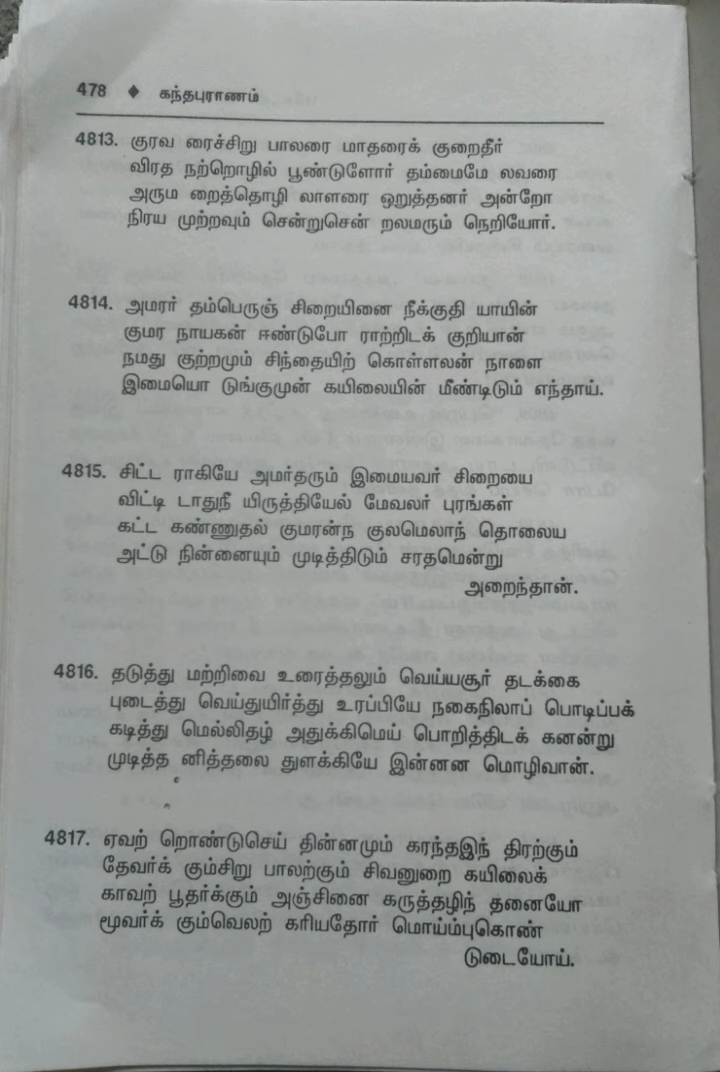 478 ♦ கந்தபுராணம்
4813. குரவ ரைச்சிறு பாலரை மாதரைக் குறைதீர்
விரத நற்றொழில் பூண்டுளோர் தம்மைமே லவரை
அரும றைத்தொழி லாளரை ஒறுத்தனர் அன்றோ
நிரய முற்றவும் சென்றுசென் றலமரும் நெறியோர்.
4814. அமரர் தம்பெருஞ் சிறையினை நீக்குதி யாயின்
குமர நாயகன் ஈண்டுபோ ராற்றிடக் குறியான்
நமது குற்றமும் சிந்தையிற் கொள்ளலன் நாளை
இமையொ டுங்குமுன் கயிலையின் மீண்டிடும் எந்தாய்.
4815. சிட்ட ராகியே அமர்தரும் இமையவர் சிறையை
விட்டி டாதுநீ யிருத்தியேல் மேவலர் புரங்கள்
கட்ட கண்ணுதல் குமரன்ந குலமெலாந் தொலைய
அட்டு நின்னையும் முடித்திடும் சரதமென்று
அறைந்தான்.
4816. தடுத்து மற்றிவை உரைத்தலும் வெய்யசூர் தடக்கை
புடைத்து வெய்துயிர்த்து உரப்பியே நகைநிலாப் பொடிப்பக்
கடித்து மெல்லிதழ் அதுக்கிமெய் பொறித்திடக் கனன்று
முடித்த னித்தலை துளக்கியே இன்னன மொழிவான்.
4817. ஏவற் றொண்டுசெய் தின்னமும் கரந்தஇந் திரற்கும்
தேவர்க் கும்சிறு பாலற்கும் சிவனுறை கயிலைக்
காவற் பூதர்க்கும் அஞ்சினை கருத்தழிந் தனையோ
மூவர்க் கும்வெலற் கரியதோர் மொய்ம்புகொண்
டுடையோய்.